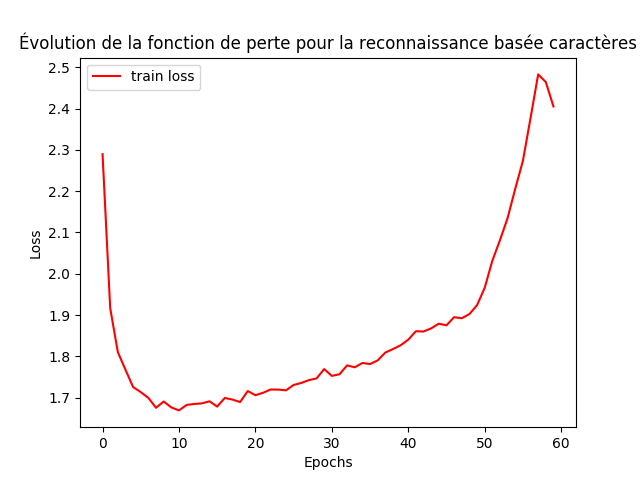 Évolution de la fonction de perte pour la reconnaissance basée caractères
train loss
2.5
2.4
2.3
2.2
2.1
2.0
1.9
1.8
1.7
Loss
0 10 20 30 40 50 60
Epochs